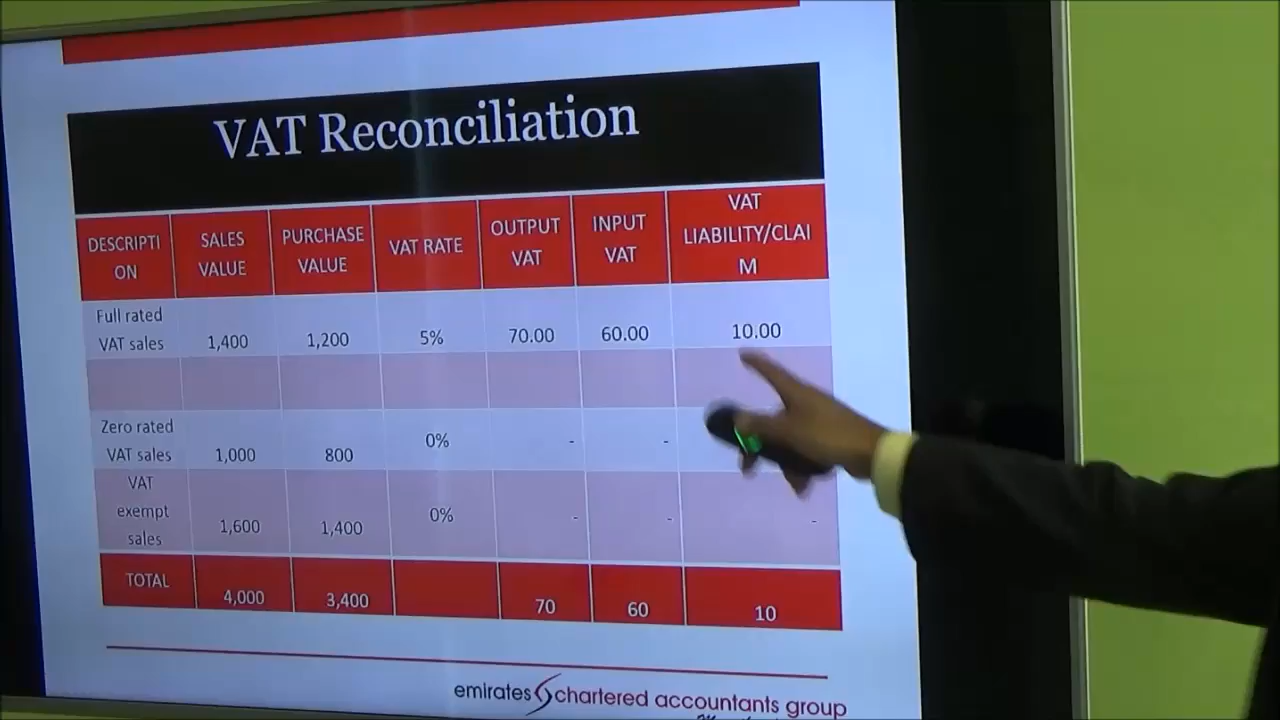 VAT Reconciliation
DESCRIPTI
ON
SALES
VALUE
PURCHASE
VALUE
VAT RATE
OUTPUT
VAT
INPUT
VAT
VAT
LIABILITY/CLAI
M
Full rated
VAT sales
1,400
1,200
5%
70.00
60.00
10.00
Zero rated
VAT sales
1,000
800
0%
-
-
VAT
exempt
sales
1,600
1,400
0%
-
-
-
TOTAL
4,000
3,400
70
60
10
emirates chartered accountants group